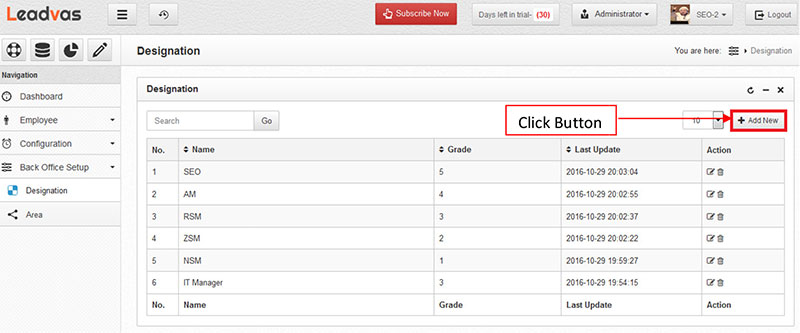 Leadvas
Subscribe Now
Days left in trial- (30)
Administrator
SEO-2
Logout
Designation
You are here:
Designation
Navigation
Dashboard
Employee
Configuration
Back Office Setup
Designation
Area
Designation
Search
Go
Click Button
10
Add New
No. Name Grade Last Update Action
1 SEO 5 2016-10-29 20:03:04
2 AM 4 2016-10-29 20:02:55
3 RSM 3 2016-10-29 20:02:37
4 ZSM 2 2016-10-29 20:02:22
5 NSM 1 2016-10-29 19:59:27
6 IT Manager 3 2016-10-29 19:54:15
No. Name Grade Last Update Action